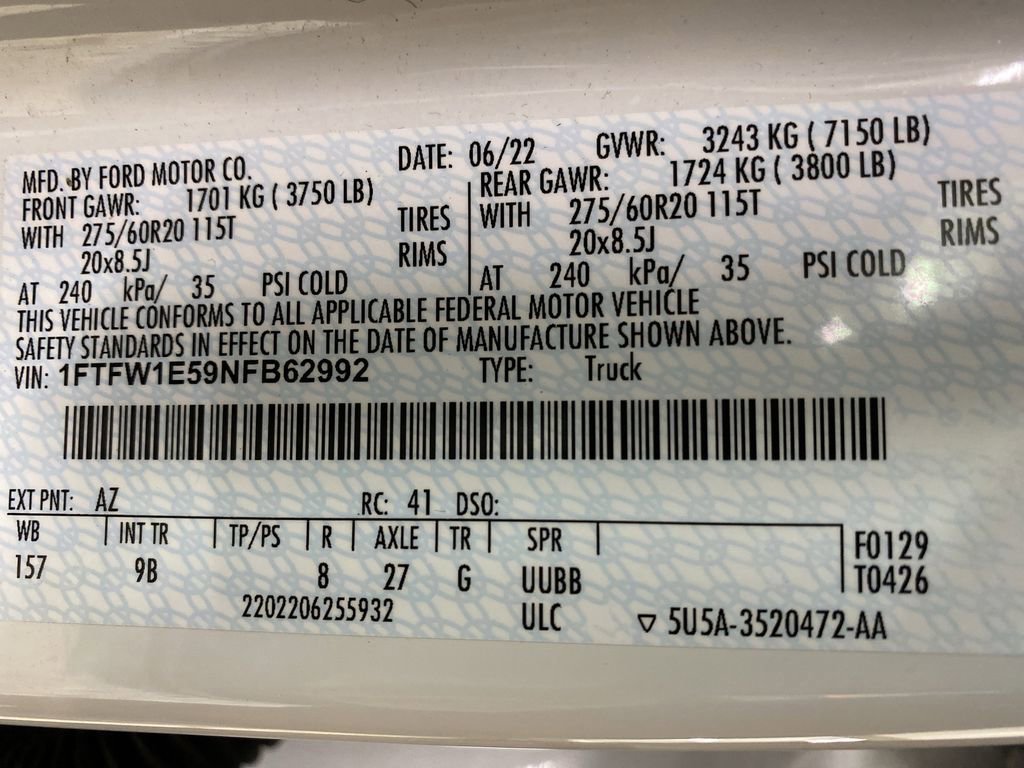 MFD. BY FORD MOTOR CO. DATE: 06/22 GVWR: 3243 KG ( 7150 LB)
FRONT GAWR: 1701 KG ( 3750 LB) REAR GAWR: 1724 KG ( 3800 LB)
WITH 275/60R20 115T TIRES WITH 275/60R20 115T TIRES
20x8.5J RIMS 20x8.5J RIMS
AT 240 kPa/ 35 PSI COLD AT 240 kPa/ 35 PSI COLD
THIS VEHICLE CONFORMS TO ALL APPLICABLE FEDERAL MOTOR VEHICLE
SAFETY STANDARDS IN EFFECT ON THE DATE OF MANUFACTURE SHOWN ABOVE.
VIN: 1FTFW1E59NFB62992 TYPE: Truck
EXT PNT: AZ RC: 41 DSO:
WB INT TR TP/PS R AXLE TR SPR F0129
157 9B 8 27 G UUBB T0426
2202206255932 ULC ▽ 5U5A-3520472-AA